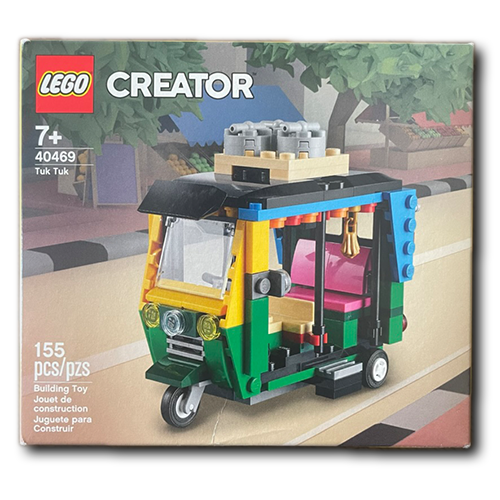 LEGO CREATOR
7+
40469
Tuk Tuk
155
pcs/pzs
Building Toy
Jouet de
construction
Juguete para
Construir